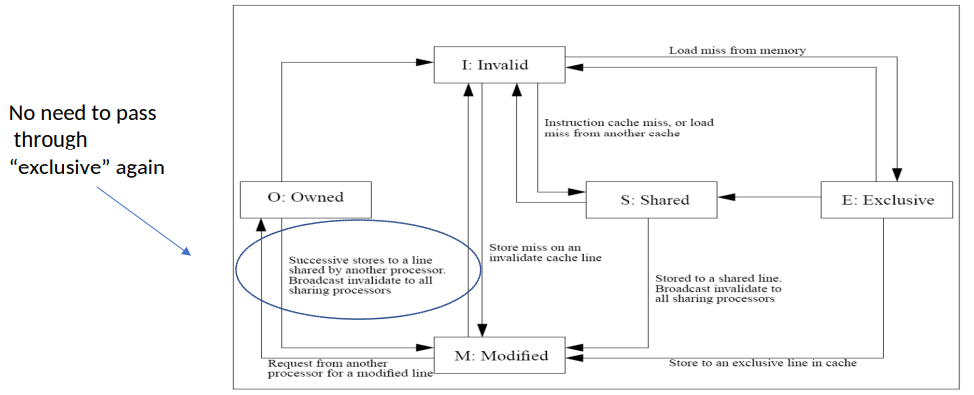 No need to pass
through
“exclusive” again
Load miss from memory
I: Invalid
Instruction cache miss, or load
miss from another cache
O: Owned
S: Shared
E: Exclusive
Successive stores to a line
shared by another processor.
Broadcast invalidate to all
sharing processors
Store miss on an
invalidate cache line
Stored to a shared line.
Broadcast invalidate to
all sharing processors
M: Modified
Request from another
processor for a modified line
Store to an exclusive line in cache